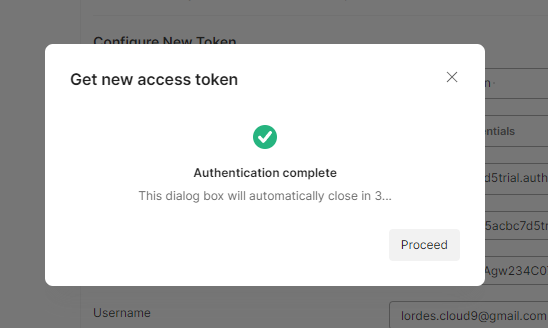 Configure New Token
Get new access token
Authentication complete
This dialog box will automatically close in 3...
Proceed
entials
d5trial.auth
5acbc7d5tr
Username
lordes.cloud9@gmail.com